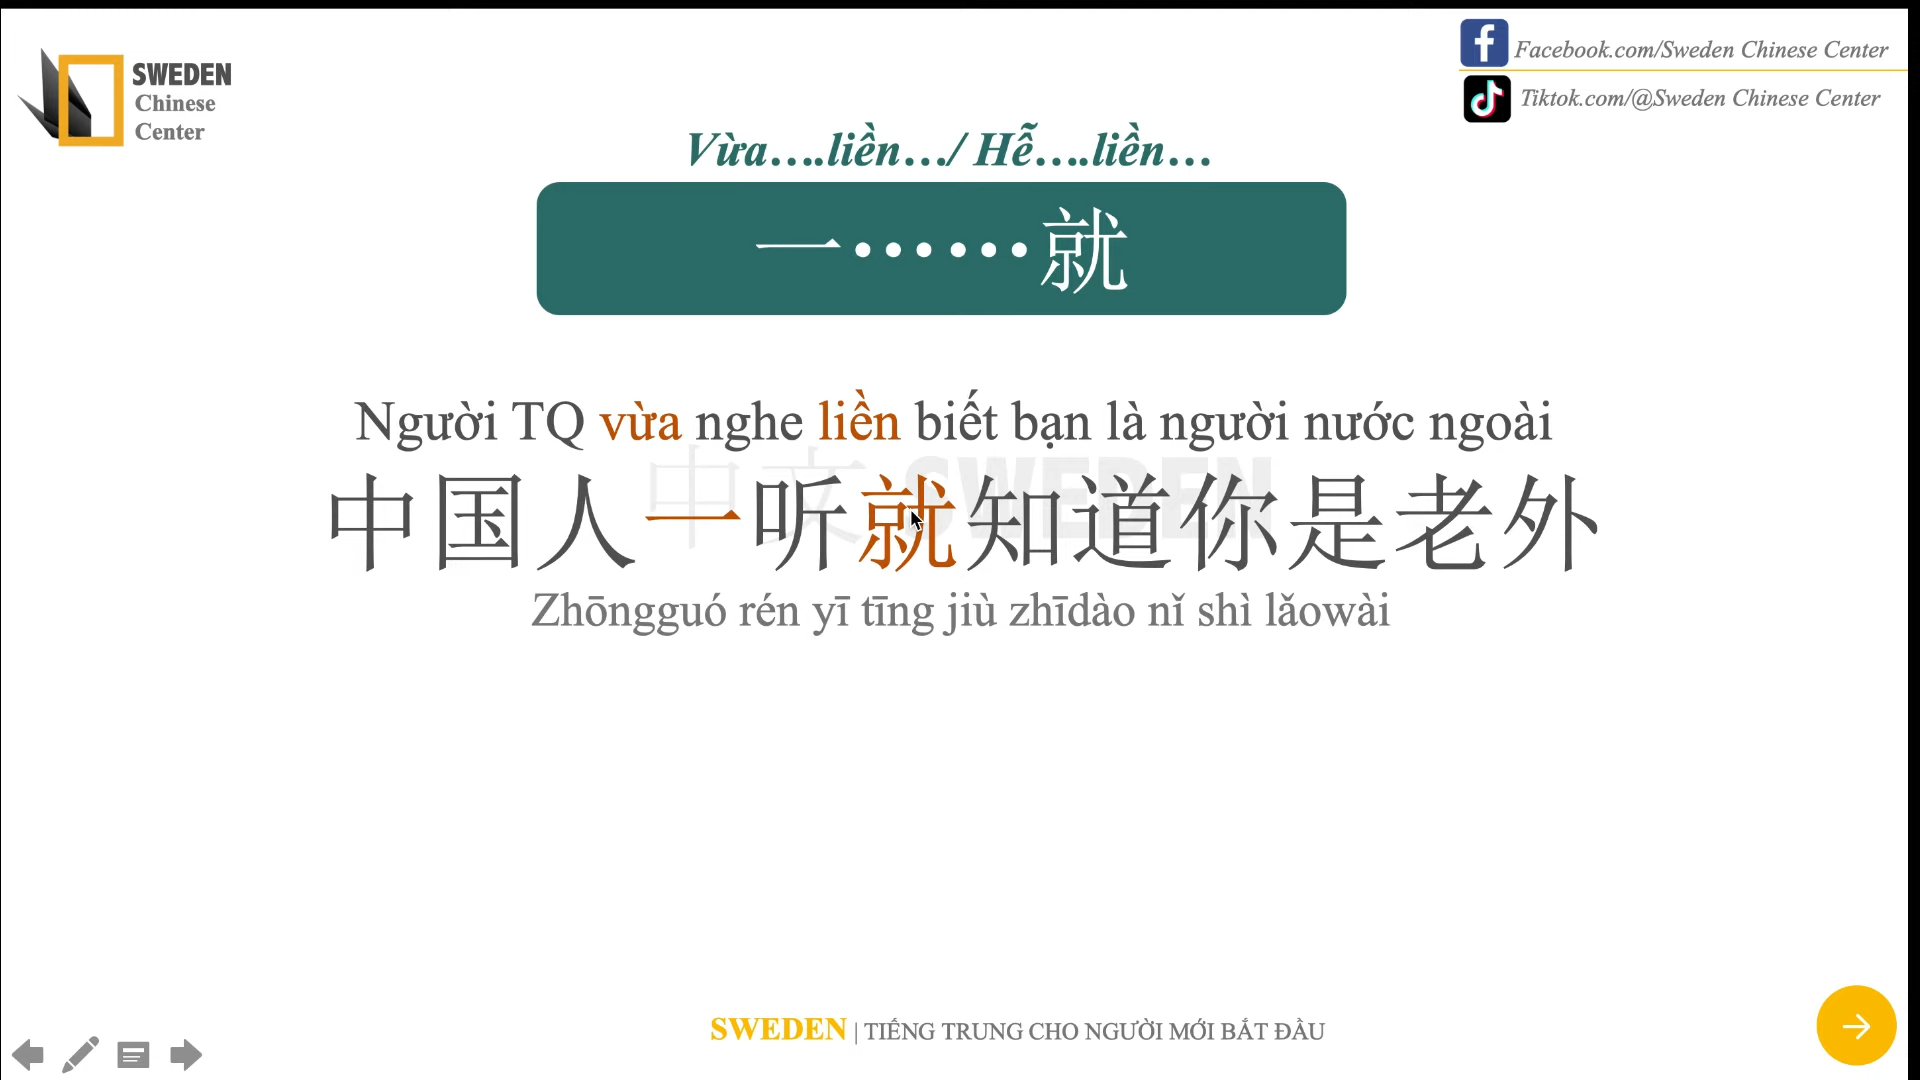 SWEDEN
Chinese
Center
Facebook.com/Sweden Chinese Center
Tiktok.com/@Sweden Chinese Center
Vừa….liền…/ Hễ….liền…
一……就
Người TQ vừa nghe liền biết bạn là người nước ngoài
中文 SWEDEN
中国人一听就知道你是老外
Zhōngguó rén yī tīng jiù zhīdào nǐ shì lǎowài
SWEDEN | TIẾNG TRUNG CHO NGƯỜI MỚI BẮT ĐẦU